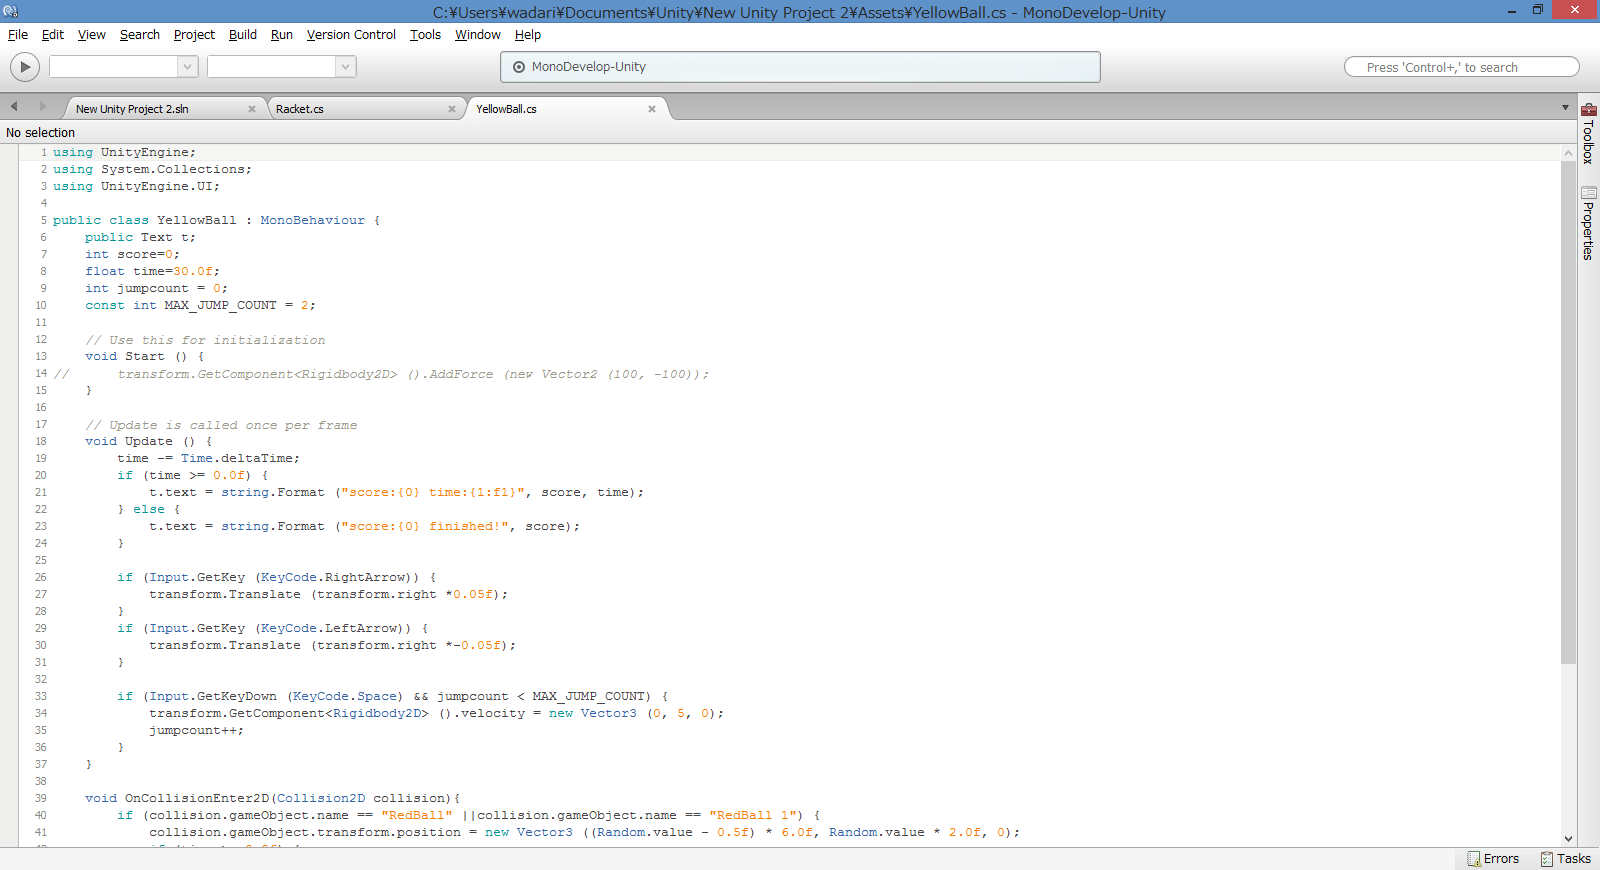 C:¥Users¥wadari¥Documents¥Unity¥New Unity Project 2¥Assets¥YellowBall.cs - MonoDevelop-Unity
File Edit View Search Project Build Run Version Control Tools Window Help
MonoDevelop-Unity
Press 'Control+,' to search
New Unity Project 2.sln
Racket.cs
YellowBall.cs
No selection
Toolbox
Properties
1 using UnityEngine;
2 using System.Collections;
3 using UnityEngine.UI;
4
5 public class YellowBall : MonoBehaviour {
6     public Text t;
7     int score=0;
8     float time=30.0f;
9     int jumpcount = 0;
10     const int MAX_JUMP_COUNT = 2;
11
12     // Use this for initialization
13     void Start () {
14 //      transform.GetComponent<Rigidbody2D> ().AddForce (new Vector2 (100, -100));
15     }
16
17     // Update is called once per frame
18     void Update () {
19         time -= Time.deltaTime;
20         if (time >= 0.0f) {
21             t.text = string.Format ("score:{0} time:{1:f1}", score, time);
22         } else {
23             t.text = string.Format ("score:{0} finished!", score);
24         }
25
26         if (Input.GetKey (KeyCode.RightArrow)) {
27             transform.Translate (transform.right *0.05f);
28         }
29         if (Input.GetKey (KeyCode.LeftArrow)) {
30             transform.Translate (transform.right *-0.05f);
31         }
32
33         if (Input.GetKeyDown (KeyCode.Space) && jumpcount < MAX_JUMP_COUNT) {
34             transform.GetComponent<Rigidbody2D> ().velocity = new Vector3 (0, 5, 0);
35             jumpcount++;
36         }
37     }
38
39     void OnCollisionEnter2D(Collision2D collision){
40         if (collision.gameObject.name == "RedBall" ||collision.gameObject.name == "RedBall 1") {
41             collision.gameObject.transform.position = new Vector3 ((Random.value - 0.5f) * 6.0f, Random.value * 2.0f, 0);
Errors
Tasks